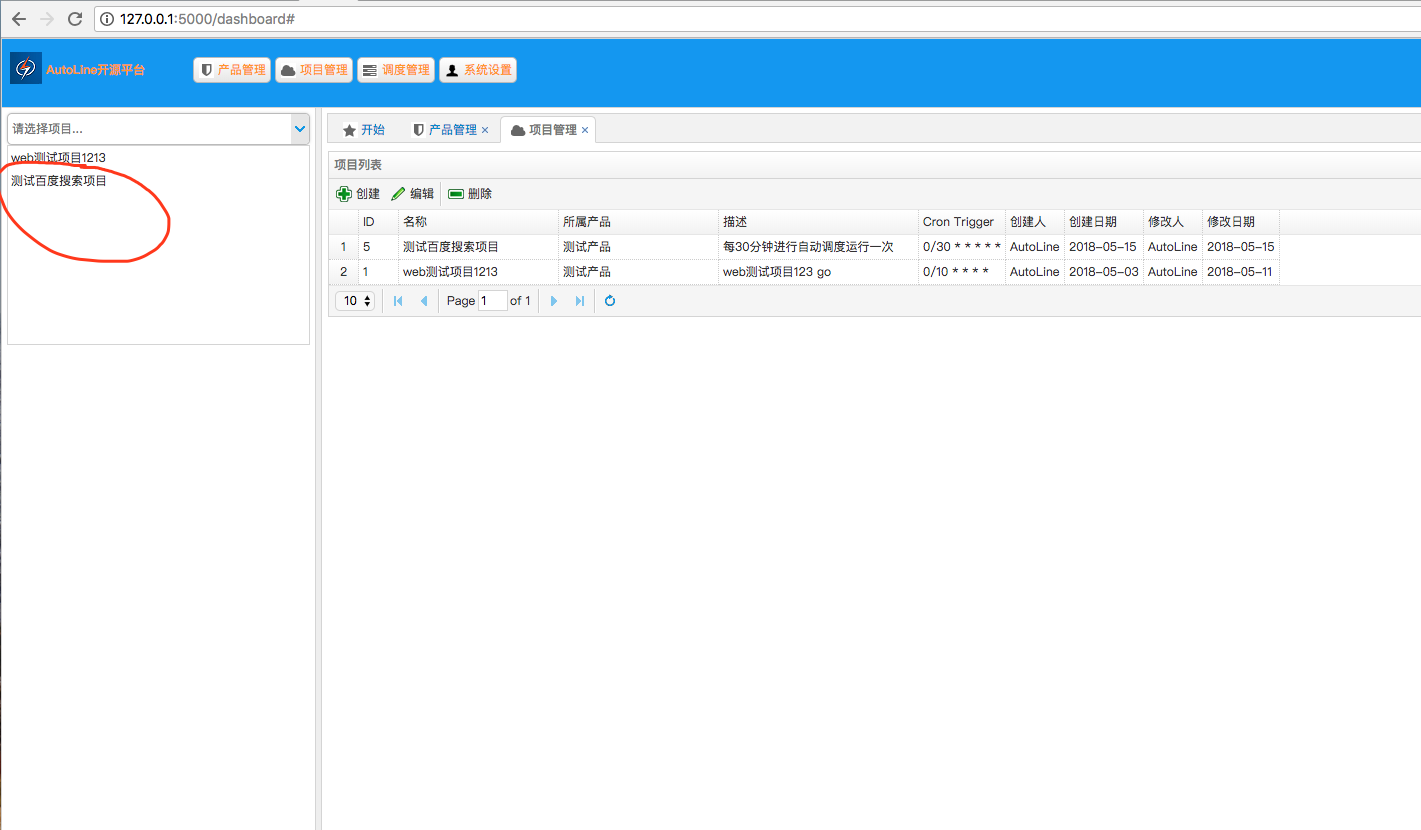 127.0.0.1:5000/dashboard#
AutoLine开源平台 产品管理 项目管理 调度管理 系统设置
请选择项目...
web测试项目1213
测试百度搜索项目
开始 产品管理 × 项目管理 ×
项目列表
创建 编辑 删除
ID 名称 所属产品 描述 Cron Trigger 创建人 创建日期 修改人 修改日期
1 5 测试百度搜索项目 测试产品 每30分钟进行自动调度运行一次 0/30 * * * * * AutoLine 2018-05-15 AutoLine 2018-05-15
2 1 web测试项目1213 测试产品 web测试项目123 go 0/10 * * * * AutoLine 2018-05-03 AutoLine 2018-05-11
10 Page 1 of 1